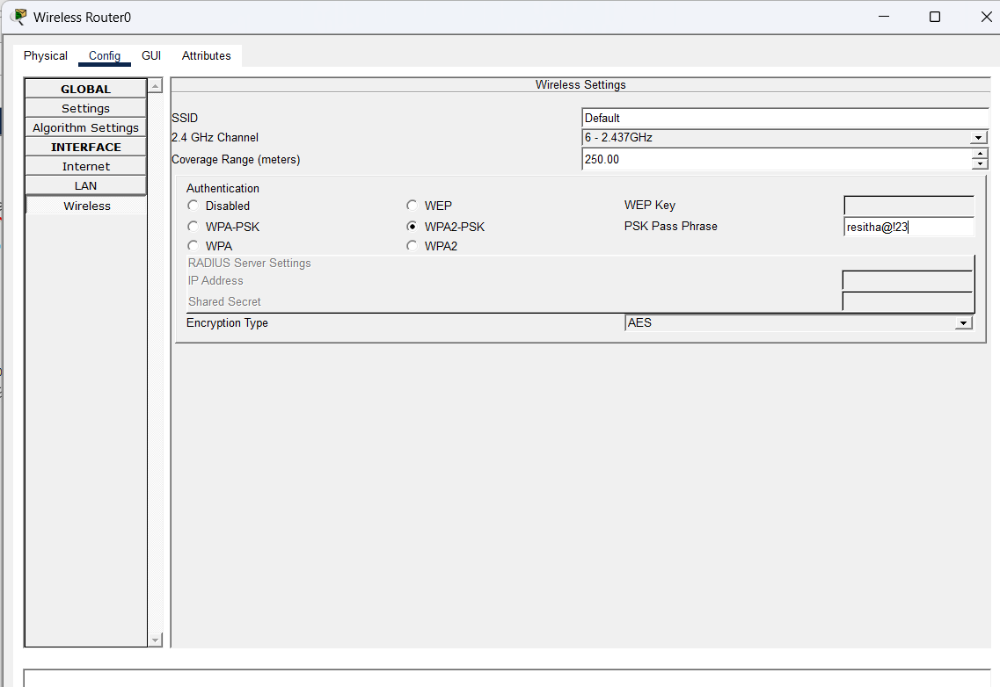 Wireless Router0
Physical Config GUI Attributes
GLOBAL
Settings
Algorithm Settings
INTERFACE
Internet
LAN
Wireless
Wireless Settings
SSID Default
2.4 GHz Channel 6 - 2.437GHz
Coverage Range (meters) 250.00
Authentication
Disabled WEP WEP Key
WPA-PSK WPA2-PSK PSK Pass Phrase resitha@!23
WPA WPA2
RADIUS Server Settings
IP Address
Shared Secret
Encryption Type AES